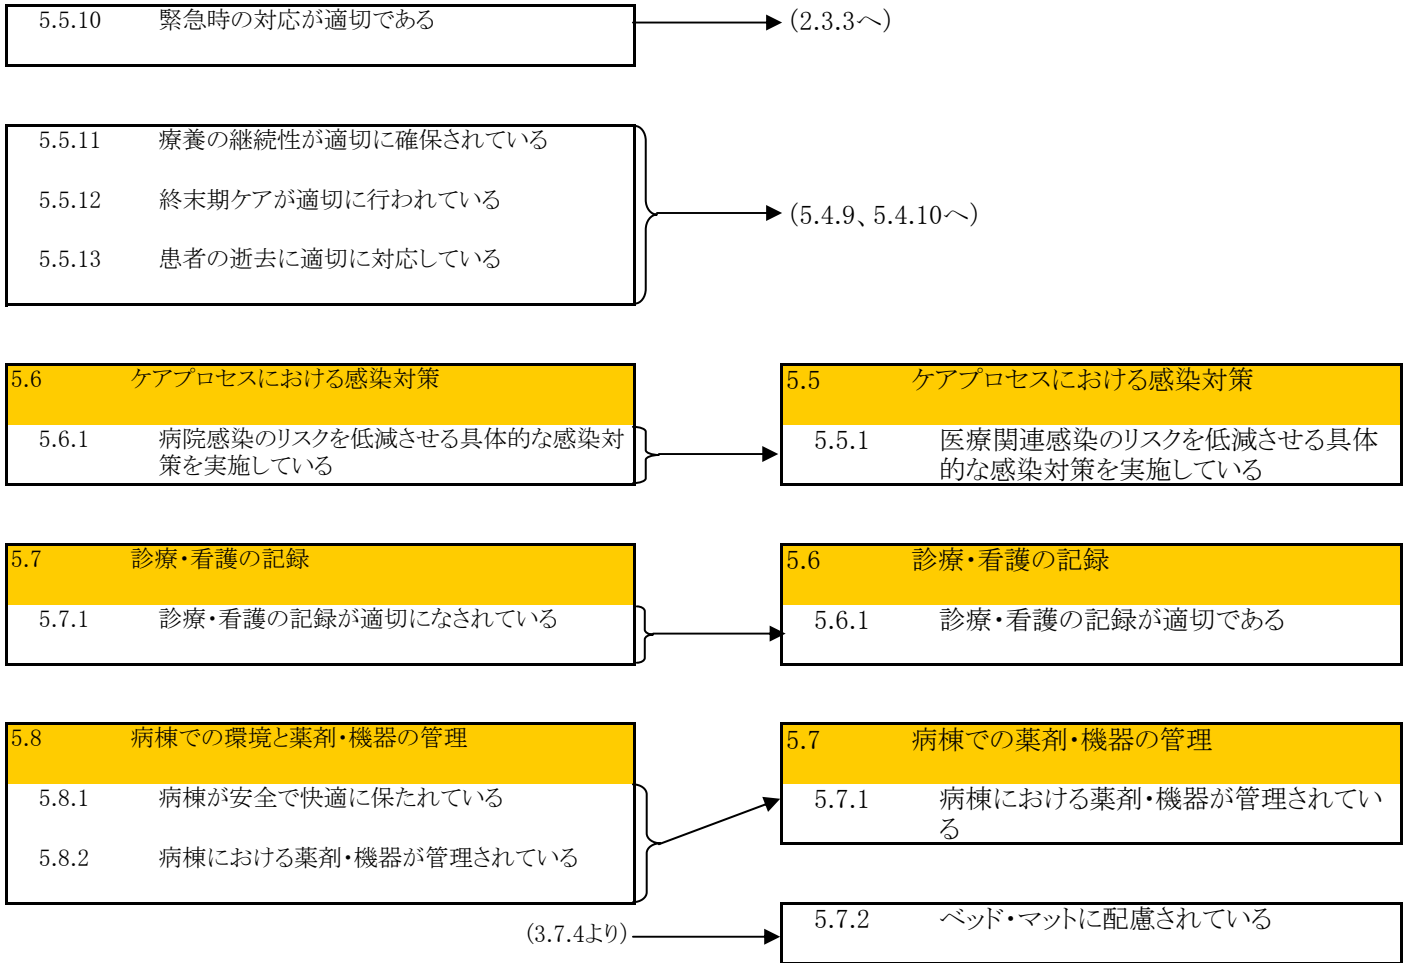 5.5.10 緊急時の対応が適切である
(2.3.3へ)
5.5.11 療養の継続性が適切に確保されている
5.5.12 終末期ケアが適切に行われている
5.5.13 患者の逝去に適切に対応している
(5.4.9、5.4.10へ)
5.6 ケアプロセスにおける感染対策
5.6.1 病院感染のリスクを低減させる具体的な感染対
策を実施している
5.5 ケアプロセスにおける感染対策
5.5.1 医療関連感染のリスクを低減させる具体
的な感染対策を実施している
5.7 診療・看護の記録
5.7.1 診療・看護の記録が適切になされている
5.6 診療・看護の記録
5.6.1 診療・看護の記録が適切である
5.8 病棟での環境と薬剤・機器の管理
5.8.1 病棟が安全で快適に保たれている
5.8.2 病棟における薬剤・機器が管理されている
5.7 病棟での薬剤・機器の管理
5.7.1 病棟における薬剤・機器が管理されてい
る
(3.7.4より)
5.7.2 ベッド・マットに配慮されている